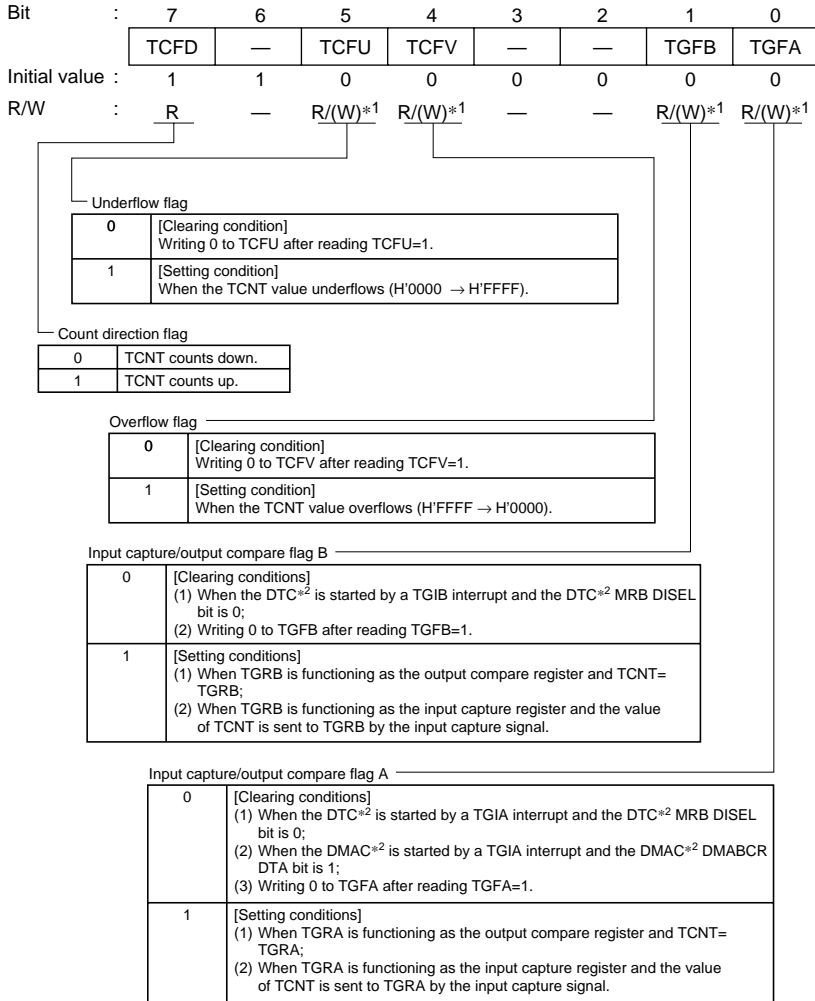 Bit : 7 6 5 4 3 2 1 0
TCFD — TCFU TCFV — — TGFB TGFA
Initial value : 1 1 0 0 0 0 0 0
R/W : R — R/(W)*1 R/(W)*1 — — R/(W)*1 R/(W)*1
Underflow flag
0 [Clearing condition]
Writing 0 to TCFU after reading TCFU=1.
1 [Setting condition]
When the TCNT value underflows (H'0000 → H'FFFF).
Count direction flag
0 TCNT counts down.
1 TCNT counts up.
Overflow flag
0 [Clearing condition]
Writing 0 to TCFV after reading TCFV=1.
1 [Setting condition]
When the TCNT value overflows (H'FFFF → H'0000).
Input capture/output compare flag B
0 [Clearing conditions]
(1) When the DTC*2 is started by a TGIB interrupt and the DTC*2 MRB DISEL
bit is 0;
(2) Writing 0 to TGFB after reading TGFB=1.
1 [Setting conditions]
(1) When TGRB is functioning as the output compare register and TCNT=
TGRB;
(2) When TGRB is functioning as the input capture register and the value
of TCNT is sent to TGRB by the input capture signal.
Input capture/output compare flag A
0 [Clearing conditions]
(1) When the DTC*2 is started by a TGIA interrupt and the DTC*2 MRB DISEL
bit is 0;
(2) When the DMAC*2 is started by a TGIA interrupt and the DMAC*2 DMABCR
DTA bit is 1;
(3) Writing 0 to TGFA after reading TGFA=1.
1 [Setting conditions]
(1) When TGRA is functioning as the output compare register and TCNT=
TGRA;
(2) When TGRA is functioning as the input capture register and the value
of TCNT is sent to TGRA by the input capture signal.